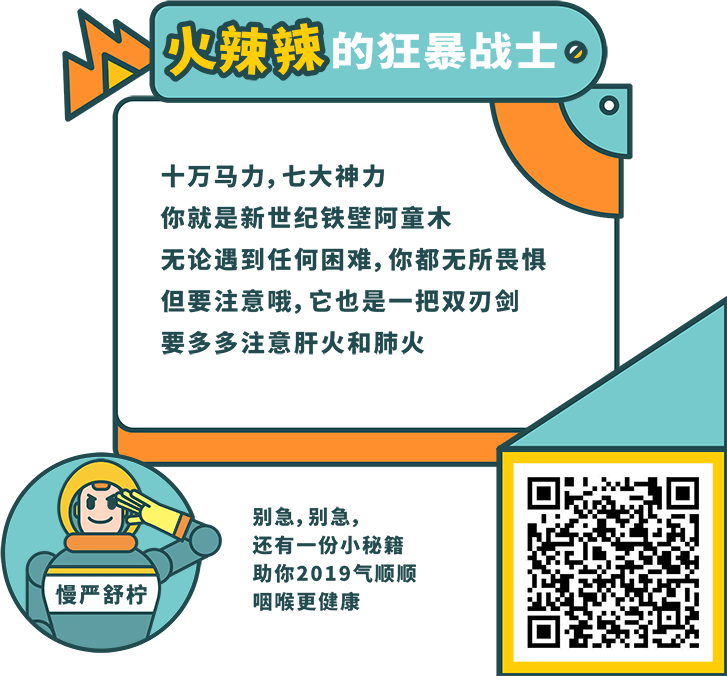 火辣辣的狂暴战士
十万马力，七大神力
你就是新世纪铁壁阿童木
无论遇到任何困难，你都无所畏惧
但要注意哦，它也是一把双刃剑
要多多注意肝火和肺火
别急，别急，
还有一份小秘籍
助你2019气顺顺
咽喉更健康
慢严舒柠